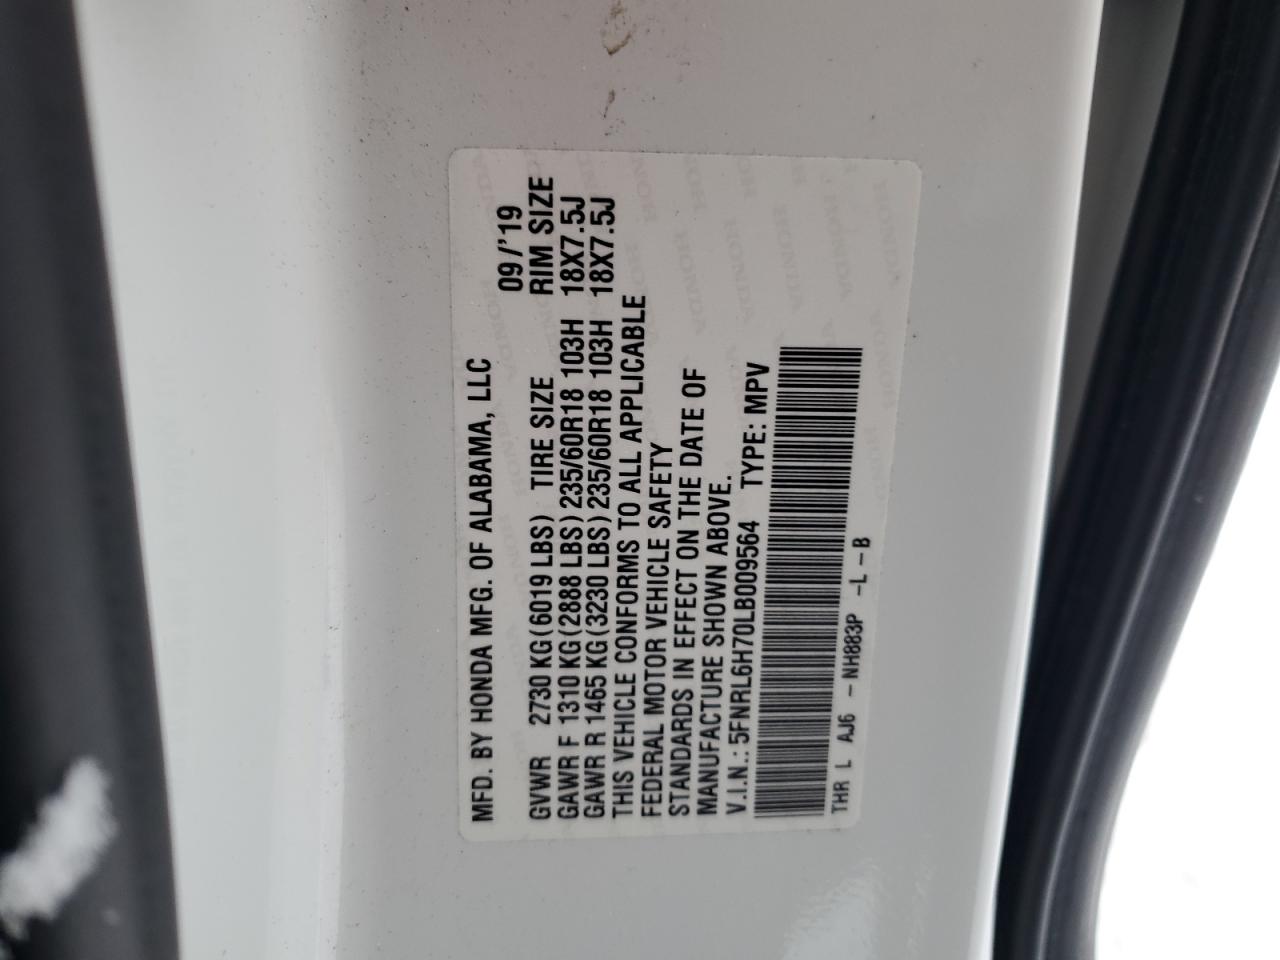 MFD. BY HONDA MFG. OF ALABAMA, LLC
09/'19
GVWR 2730 KG(6019 LBS) TIRE SIZE RIM SIZE
GAWR F 1310 KG(2888 LBS)235/60R18 103H 18X7.5J
GAWR R 1465 KG(3230 LBS)235/60R18 103H 18X7.5J
THIS VEHICLE CONFORMS TO ALL APPLICABLE
FEDERAL MOTOR VEHICLE SAFETY
STANDARDS IN EFFECT ON THE DATE OF
MANUFACTURE SHOWN ABOVE.
V.I.N.: 5FNRL6H70LB009564 TYPE: MPV
THR L AJ6 - NH883P - L - B